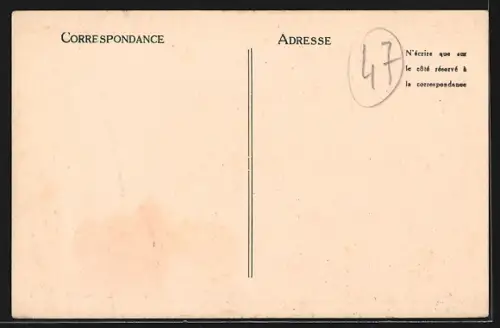 CORRESPONDANCE
ADRESSE
47
N'écrire que sur
le côté réservé à
la correspondance